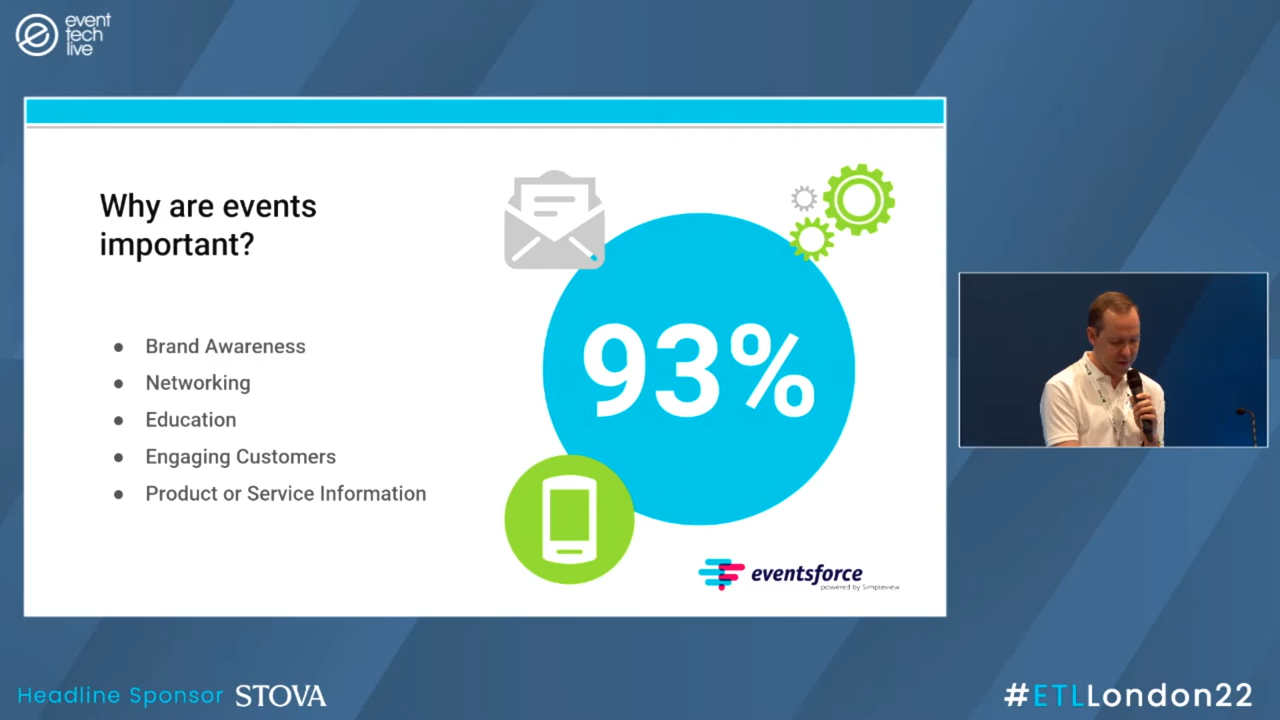 event
tech
live
Why are events
important?
● Brand Awareness
● Networking
● Education
● Engaging Customers
● Product or Service Information
93%
eventsforce
powered by Simpleview
Headline Sponsor STOVA
#ETLLondon22